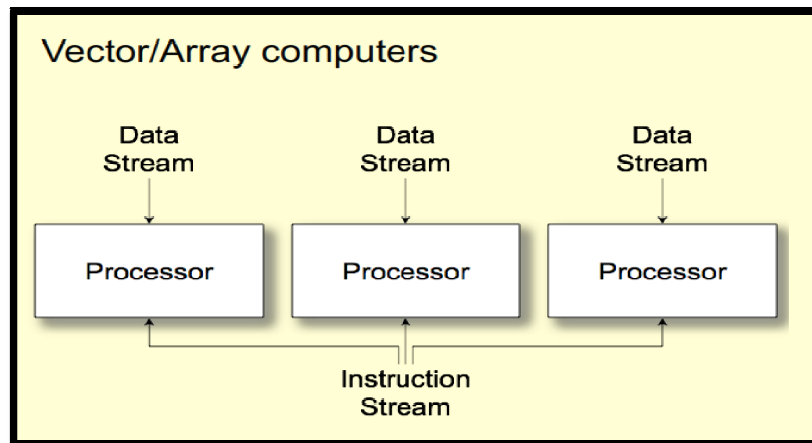 Vector/Array computers
Data Data Data
Stream Stream Stream
Processor Processor Processor
Instruction
Stream